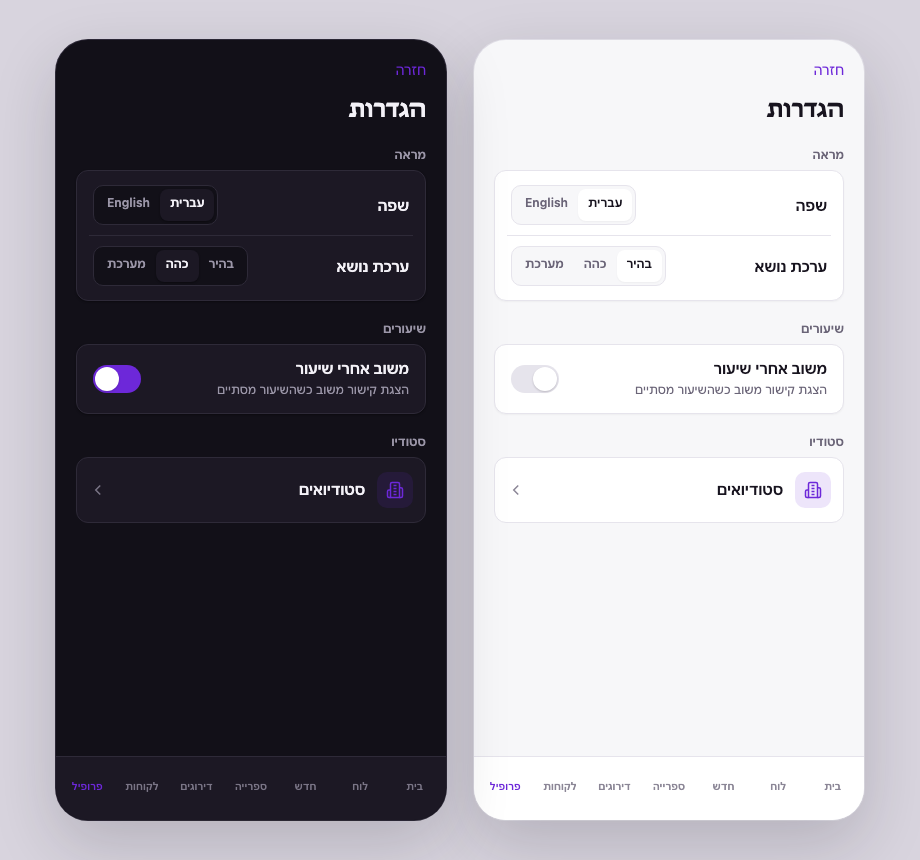 חזרה
הגדרות
מראה
שפה
עברית English
ערכת נושא
בהיר כהה מערכת
שיעורים
משוב אחרי שיעור
הצגת קישור משוב כשהשיעור מסתיים
סטודיו
סטודיואים
בית לוח חדש ספרייה דירוגים לקוחות פרופיל
חזרה
הגדרות
מראה
שפה
עברית English
ערכת נושא
בהיר כהה מערכת
שיעורים
משוב אחרי שיעור
הצגת קישור משוב כשהשיעור מסתיים
סטודיו
סטודיואים
בית לוח חדש ספרייה דירוגים לקוחות פרופיל